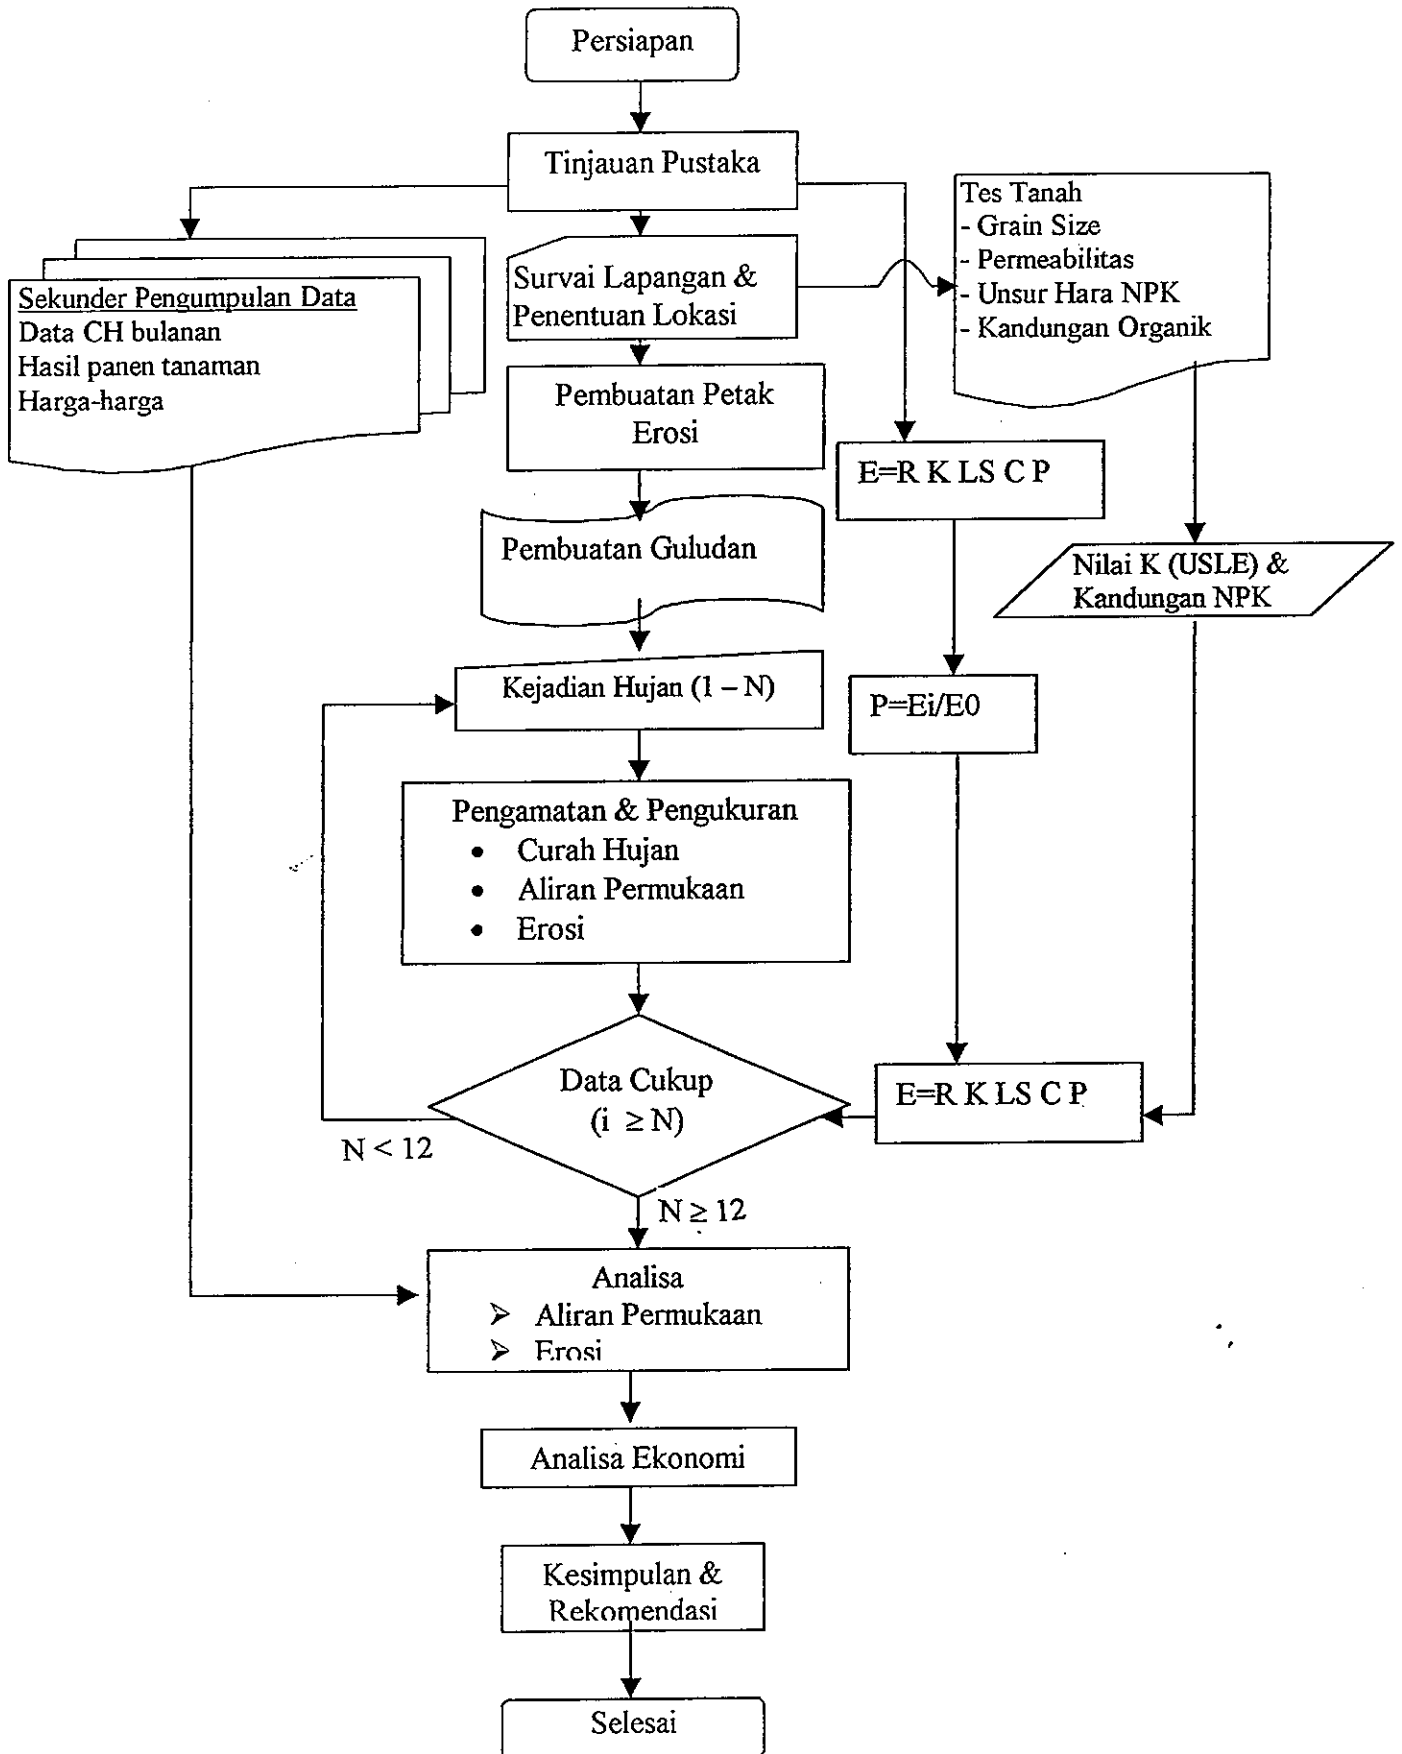 Persiapan
Tinjauan Pustaka
Tes Tanah
- Grain Size
- Permeabilitas
- Unsur Hara NPK
- Kandungan Organik
Sekunder Pengumpulan Data
Data CH bulanan
Hasil panen tanaman
Harga-harga
Survai Lapangan &
Penentuan Lokasi
Pembuatan Petak
Erosi
E=R K LS C P
Pembuatan Guludan
Nilai K (USLE) &
Kandungan NPK
Kejadian Hujan (1 – N)
P=Ei/E0
Pengamatan & Pengukuran
• Curah Hujan
• Aliran Permukaan
• Erosi
Data Cukup
(i ≥ N)
E=R K LS C P
N < 12
N ≥ 12
Analisa
➢ Aliran Permukaan
➢ Erosi
Analisa Ekonomi
Kesimpulan &
Rekomendasi
Selesai